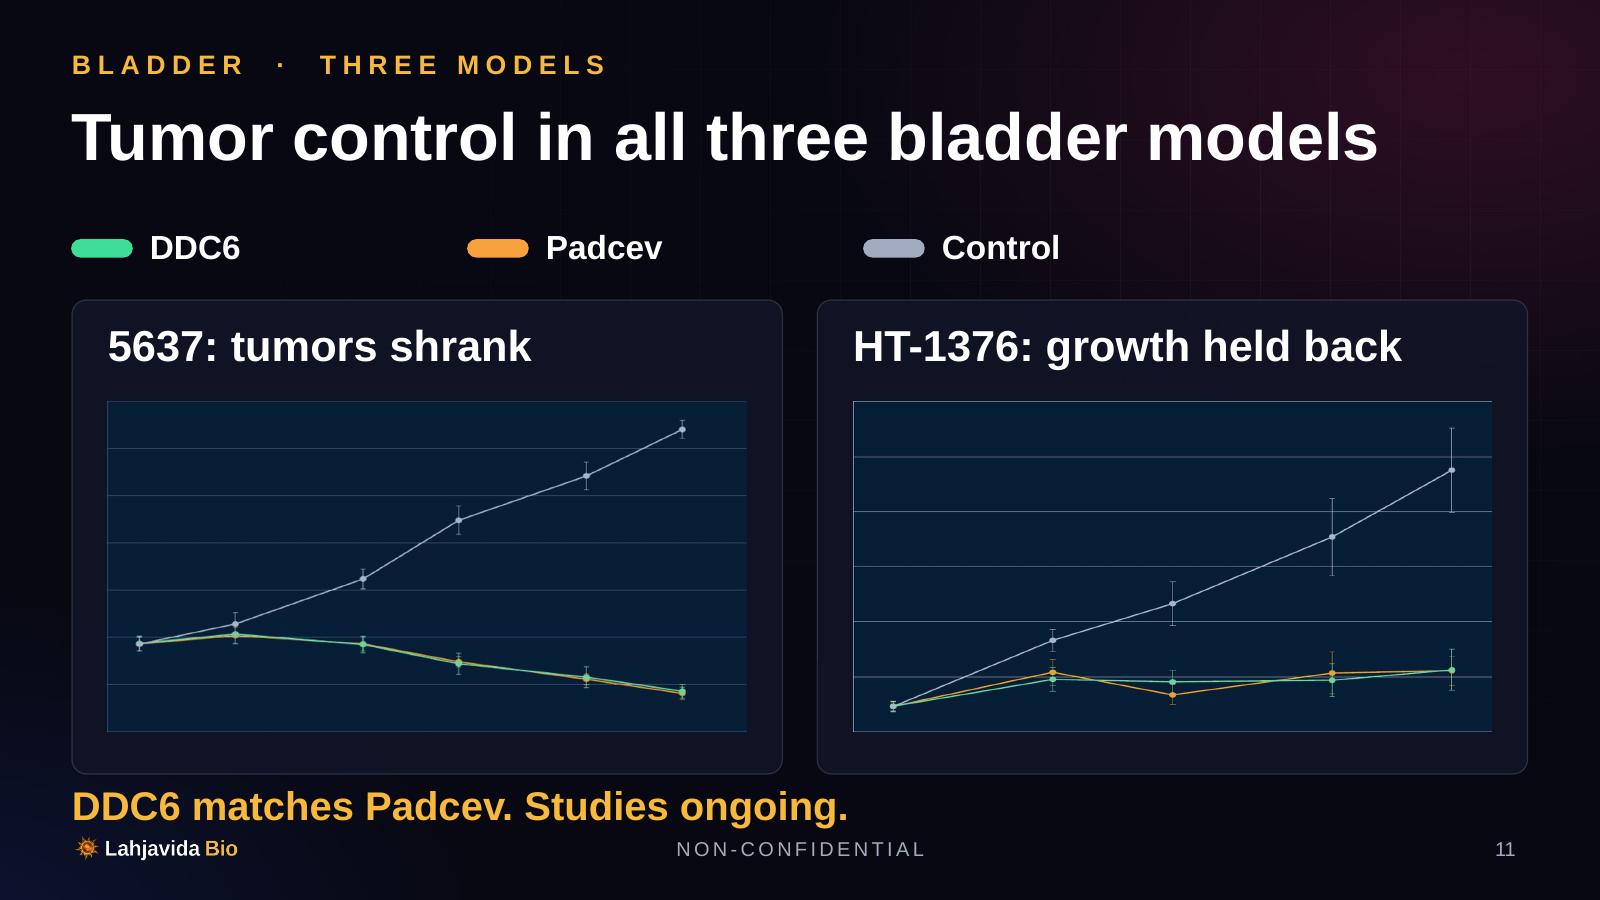 BLADDER · THREE MODELS
Tumor control in all three bladder models
DDC6
Padcev
Control
5637: tumors shrank
HT-1376: growth held back
DDC6 matches Padcev. Studies ongoing.
Lahjavida Bio
NON-CONFIDENTIAL
11